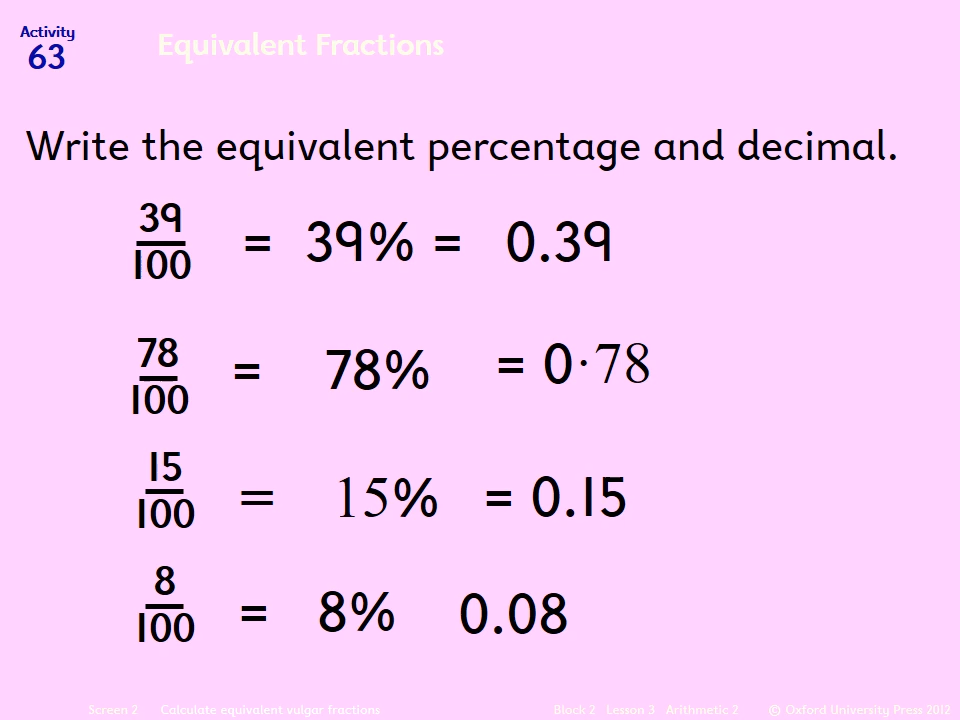 Activity
63
Equivalent Fractions
Write the equivalent percentage and decimal.
39/100 = 39% = 0.39
78/100 = 78% = 0·78
15/100 = 15% = 0.15
8/100 = 8% 0.08
Screen 2 Calculate equivalent vulgar fractions Block 2 Lesson 3 Arithmetic 2 © Oxford University Press 2012